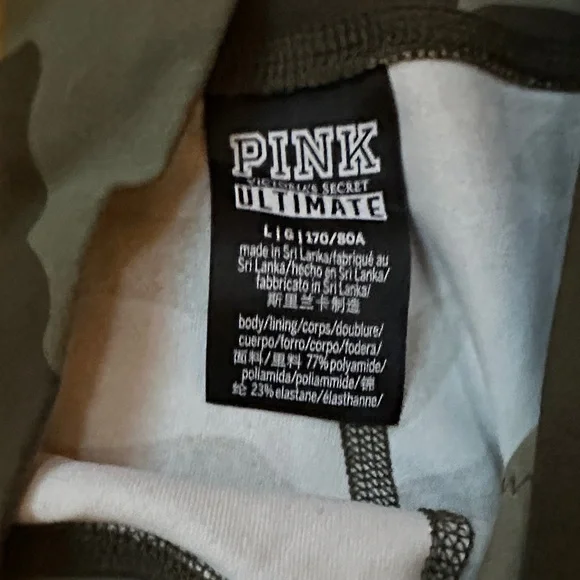 PINK
VICTORIA'S SECRET
ULTIMATE
L | G | 170/80A
made in Sri Lanka/fabriqué au
Sri Lanka/hecho en Sri Lanka/
fabbricato in Sri Lanka/
斯里兰卡制造
body/lining/corps/doublure/
cuerpo/forro/corpo/fodera/
面料/里料 77% polyamide/
poliamida/poliammide/锦
纶 23% elastane/élasthanne/